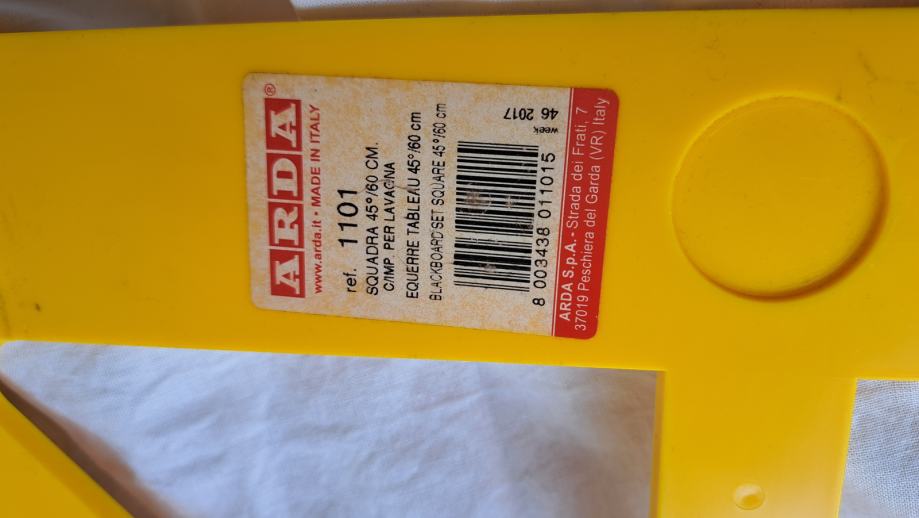 ARDA®
www.arda.it • MADE IN ITALY
ref. 1101
SQUADRA 45°/60 CM.
C/IMP. PER LAVAGNA
EQUERRE TABLEAU 45°/60 cm
BLACKBOARD SET SQUARE 45°/60 cm
week
46 2017
8 003438 011015
ARDA S.p.A. - Strada dei Frati, 7
37019 Peschiera del Garda (VR) Italy